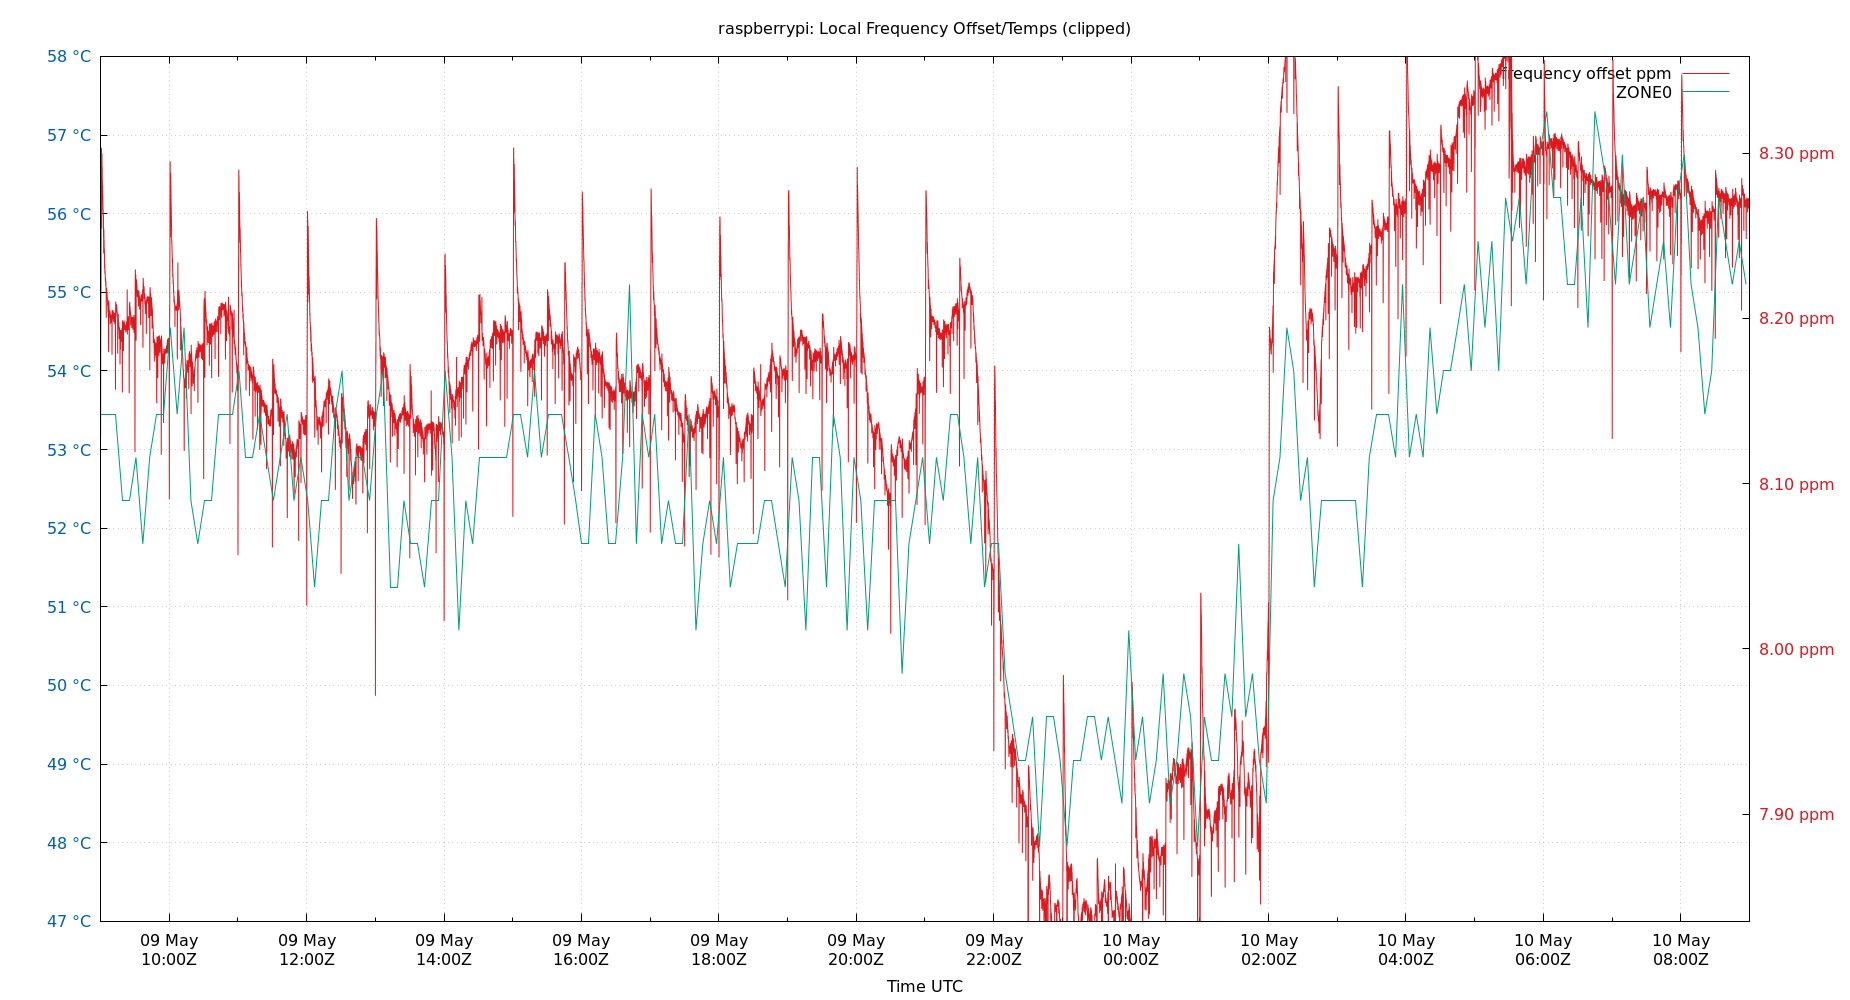 raspberrypi: Local Frequency Offset/Temps (clipped)
58 °C
57 °C
56 °C
55 °C
54 °C
53 °C
52 °C
51 °C
50 °C
49 °C
48 °C
47 °C
frequency offset ppm
ZONE0
8.30 ppm
8.20 ppm
8.10 ppm
8.00 ppm
7.90 ppm
09 May 09 May 09 May 09 May 09 May 09 May 09 May 10 May 10 May 10 May 10 May 10 May
10:00Z 12:00Z 14:00Z 16:00Z 18:00Z 20:00Z 22:00Z 00:00Z 02:00Z 04:00Z 06:00Z 08:00Z
Time UTC